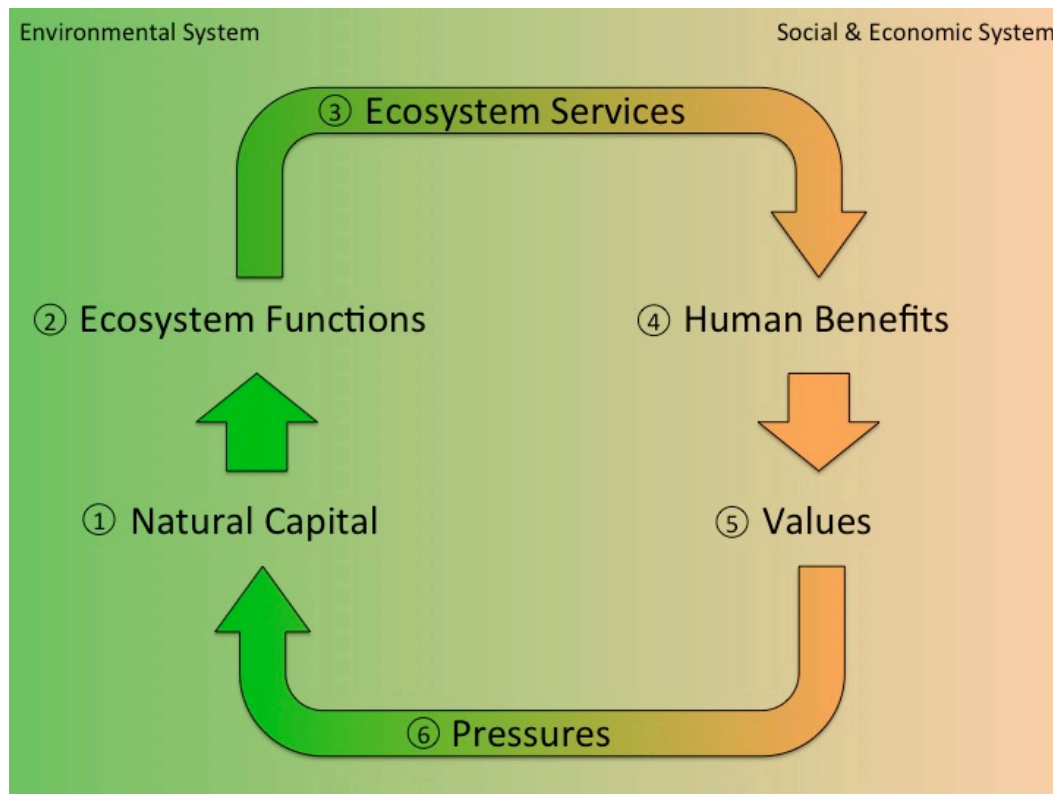 Environmental System
Social & Economic System
③ Ecosystem Services
② Ecosystem Functions
④ Human Benefits
① Natural Capital
⑤ Values
⑥ Pressures